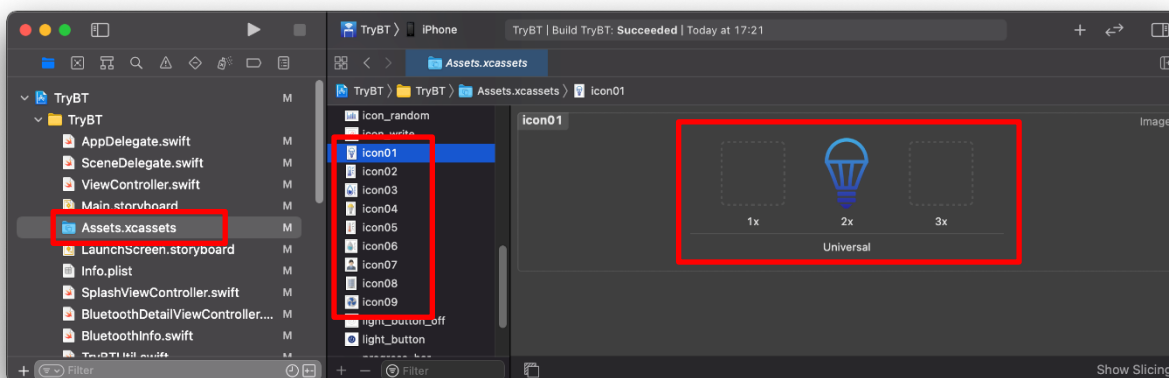 TryBT 〉 iPhone
TryBT | Build TryBT: Succeeded | Today at 17:21
Assets.xcassets
TryBT 〉 TryBT 〉 Assets.xcassets 〉 icon01
TryBT M
TryBT
AppDelegate.swift M
SceneDelegate.swift M
ViewController.swift M
Main.storyboard M
Assets.xcassets M
LaunchScreen.storyboard M
Info.plist M
SplashViewController.swift M
BluetoothDetailViewController.... M
BluetoothInfo.swift M
TryBTUtil.swift M
Filter
icon_random
icon_write
icon01
icon02
icon03
icon04
icon05
icon06
icon07
icon08
icon09
light_button_off
light_button
progress_bar
Filter
icon01
Image
1x 2x 3x
Universal
Show Slicing